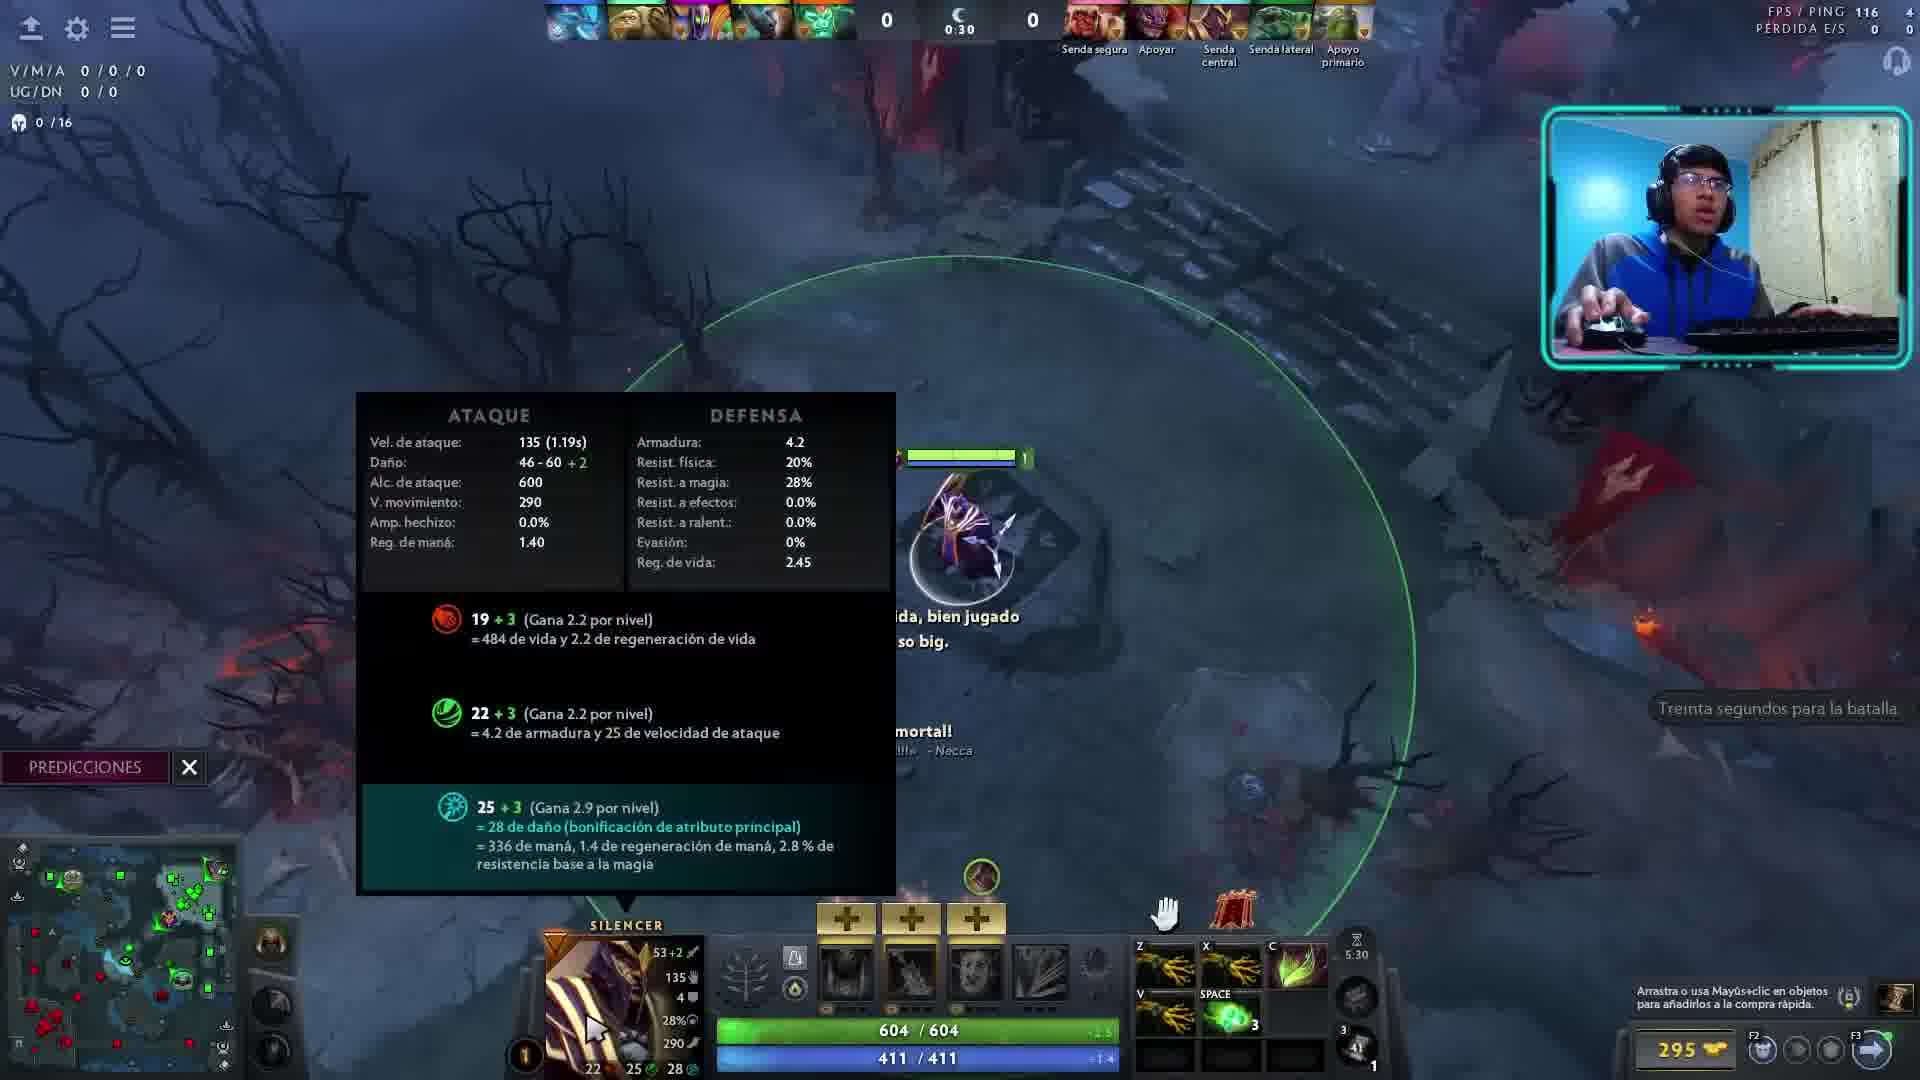 0
0:30
0
Senda segura
Apoyar
Senda central
Senda lateral
Apoyo primario
FPS / PING 116 4
PÉRDIDA E/S 0 0
V/M/A 0 / 0 / 0
UG/DN 0 / 0
0 /16
ATAQUE
Vel. de ataque: 135 (1.19s)
Daño: 46 - 60 + 2
Alc. de ataque: 600
V. movimiento: 290
Amp. hechizo: 0.0%
Reg. de maná: 1.40
DEFENSA
Armadura: 4.2
Resist. física: 20%
Resist. a magia: 28%
Resist. a efectos: 0.0%
Resist. a ralent.: 0.0%
Evasión: 0%
Reg. de vida: 2.45
19 + 3 (Gana 2.2 por nivel)
= 484 de vida y 2.2 de regeneración de vida
22 + 3 (Gana 2.2 por nivel)
= 4.2 de armadura y 25 de velocidad de ataque
25 + 3 (Gana 2.9 por nivel)
= 28 de daño (bonificación de atributo principal)
= 336 de maná, 1.4 de regeneración de maná, 2.8 % de
resistencia base a la magia
1
ida, bien jugado
so big.
mortal!
!!!» - Necca
Treinta segundos para la batalla.
PREDICCIONES
SILENCER
53+2
135
4
28%
290
1
22 25 28
604 / 604
411 / 411
Z
X
C
V
SPACE
3
5:30
3
1
Arrastra o usa Mayús+clic en objetos
para añadirlos a la compra rápida.
295
F2
F3